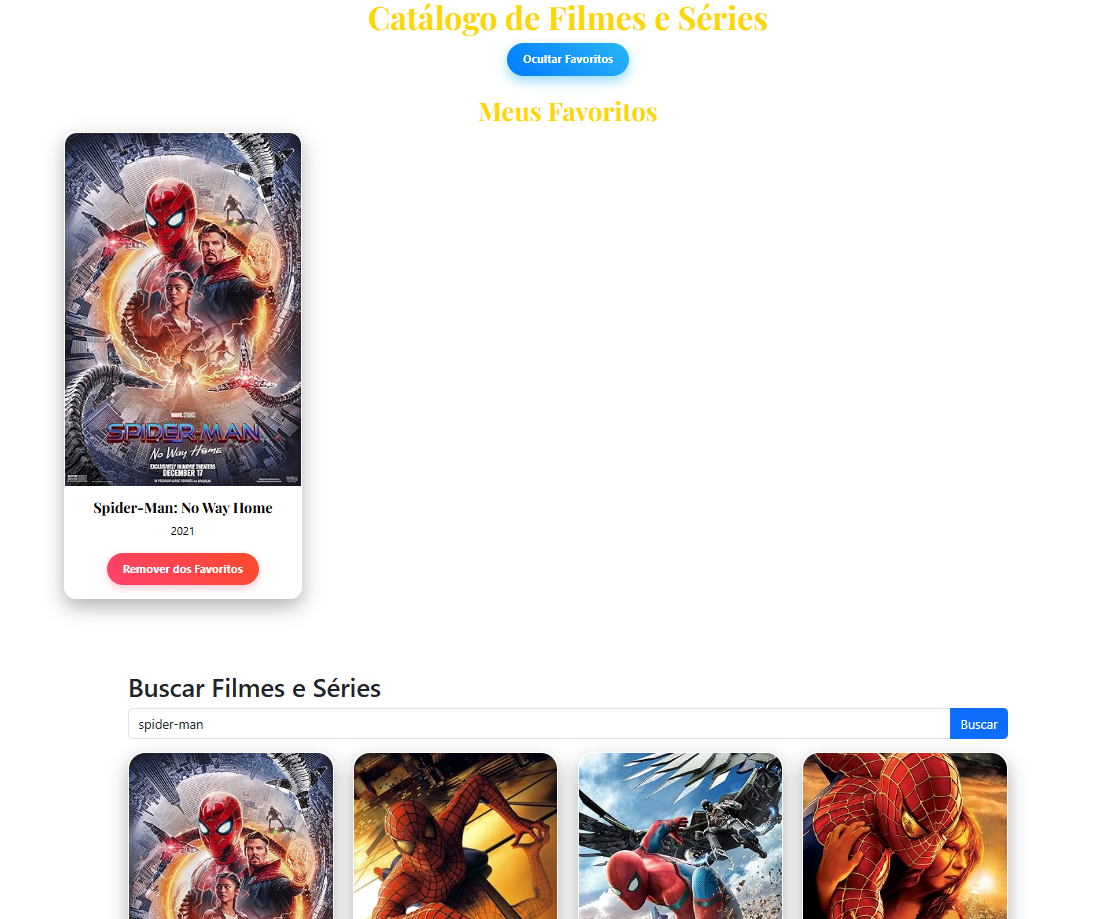 Catálogo de Filmes e Séries
Ocultar Favoritos
Meus Favoritos
MARVEL STUDIOS
SPIDER-MAN
No Way Home
EXCLUSIVELY IN MOVIE THEATERS
DECEMBER 17
Spider-Man: No Way Home
2021
Remover dos Favoritos
Buscar Filmes e Séries
spider-man
Buscar